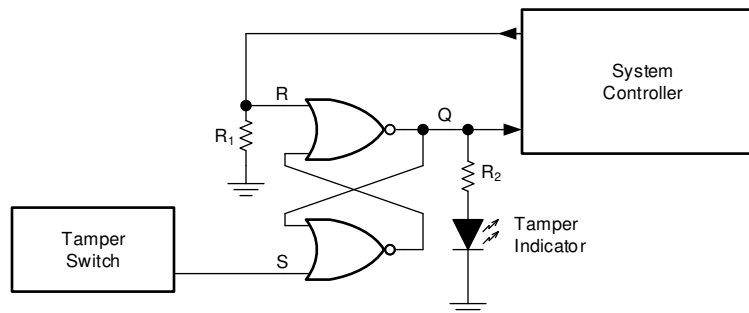 System
Controller
R
Q
R1
R2
Tamper
Indicator
Tamper
Switch
S